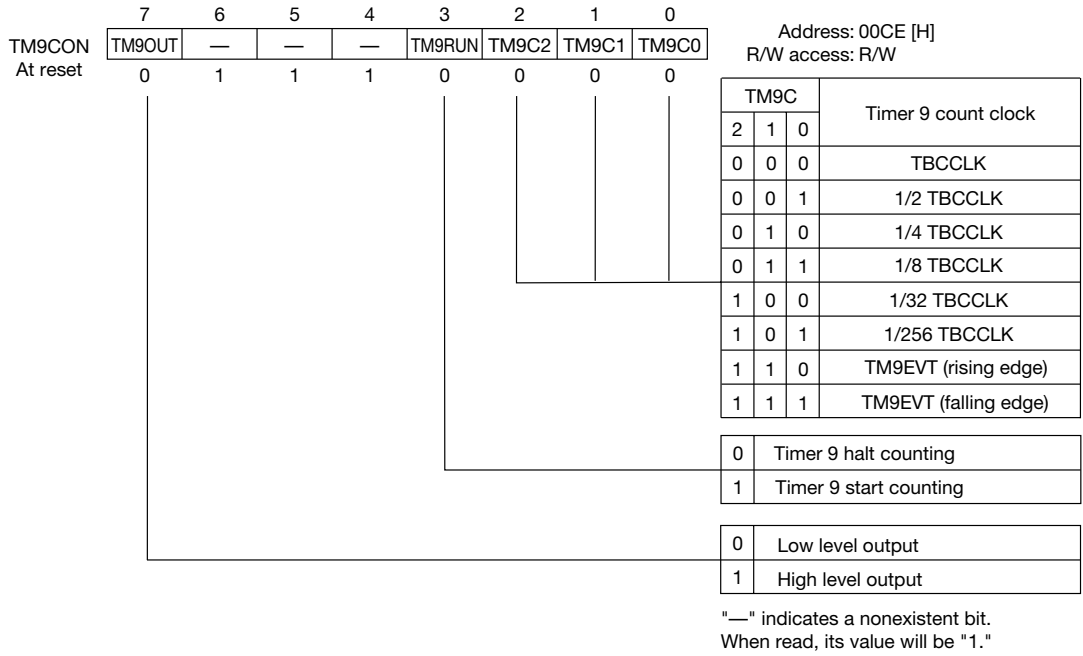 7 6 5 4 3 2 1 0
TM9CON TM9OUT — — — TM9RUN TM9C2 TM9C1 TM9C0
At reset 0 1 1 1 0 0 0 0
Address: 00CE [H]
R/W access: R/W
TM9C Timer 9 count clock
2 1 0
0 0 0 TBCCLK
0 0 1 1/2 TBCCLK
0 1 0 1/4 TBCCLK
0 1 1 1/8 TBCCLK
1 0 0 1/32 TBCCLK
1 0 1 1/256 TBCCLK
1 1 0 TM9EVT (rising edge)
1 1 1 TM9EVT (falling edge)
0 Timer 9 halt counting
1 Timer 9 start counting
0 Low level output
1 High level output
"—" indicates a nonexistent bit.
When read, its value will be "1."